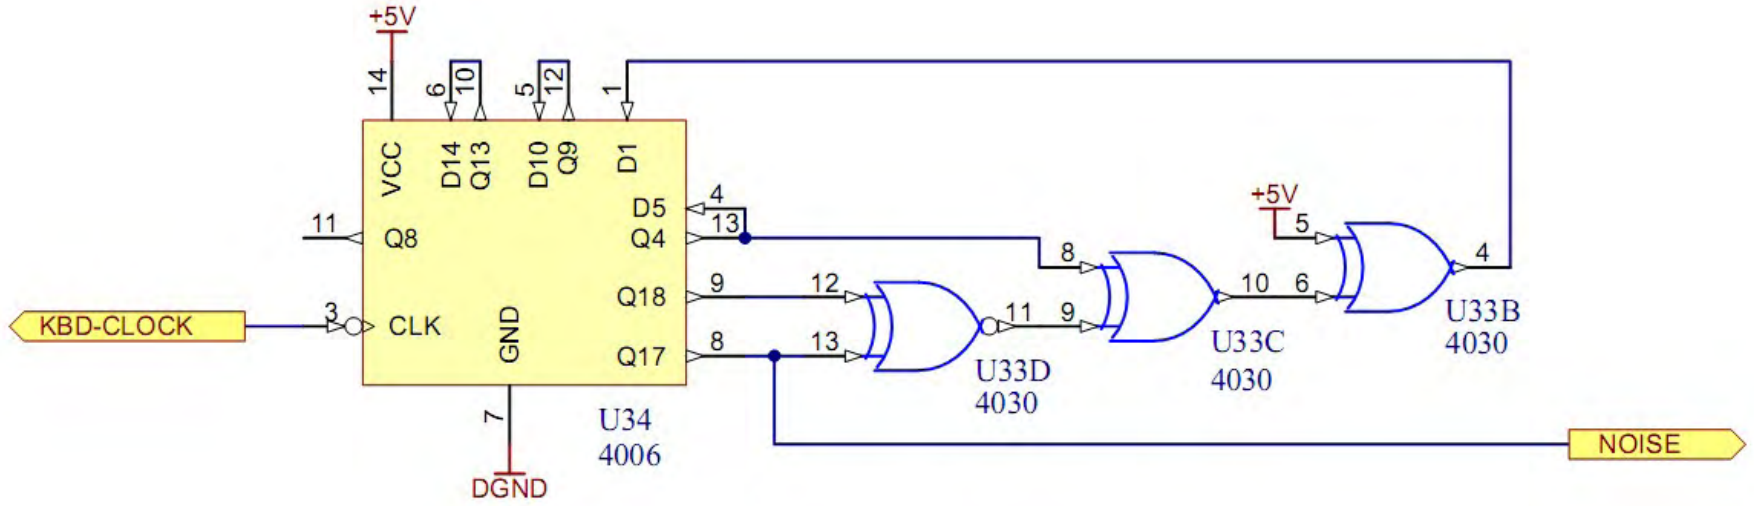 +5V
14
6
10
5
12
1
VCC
D14
Q13
D10
Q9
D1
D5
4
Q4
13
11
Q8
Q18
9
12
KBD-CLOCK
3
CLK
GND
Q17
8
13
11
U33D
4030
8
9
10
U33C
4030
+5V
5
6
4
U33B
4030
7
U34
4006
DGND
NOISE